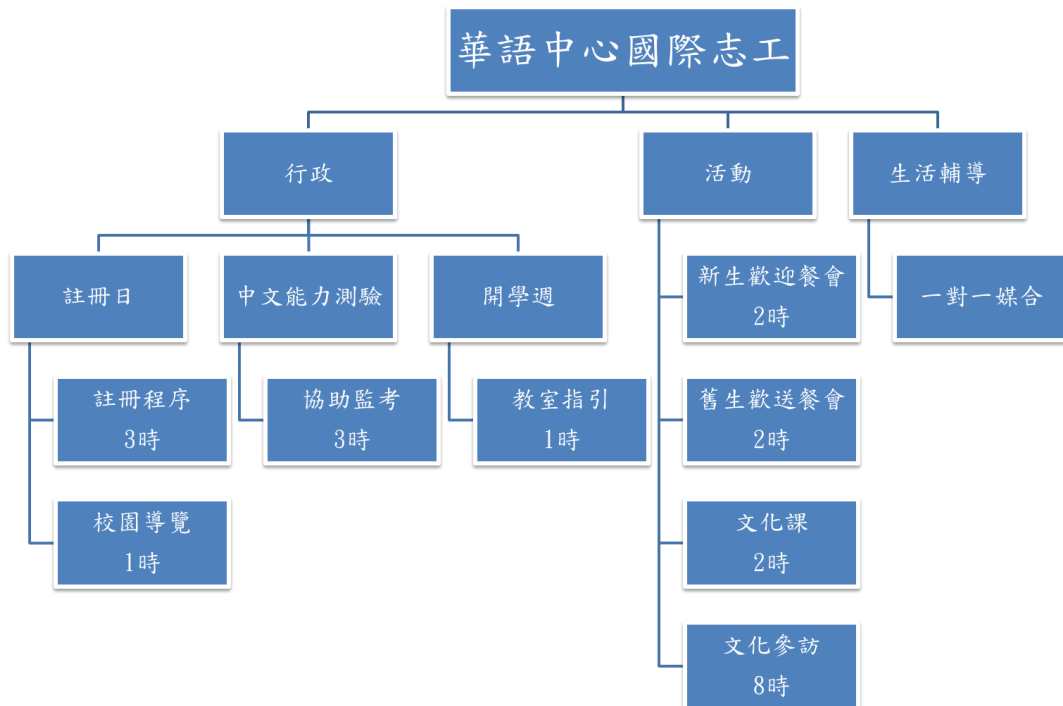 華語中心國際志工
行政
活動
生活輔導
註冊日
中文能力測驗
開學週
新生歡迎餐會
2時
一對一媒合
註冊程序
3時
協助監考
3時
教室指引
1時
舊生歡送餐會
2時
校園導覽
1時
文化課
2時
文化參訪
8時